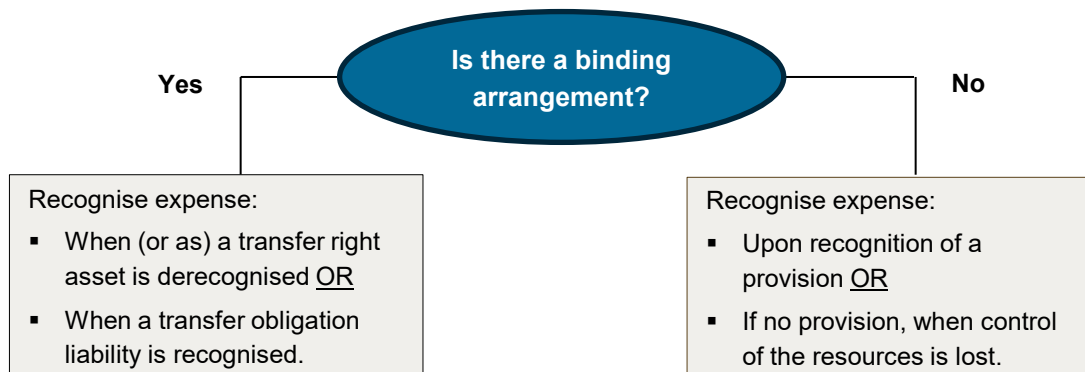 Is there a binding
arrangement?
Yes
No
Recognise expense:
▪ When (or as) a transfer right
asset is derecognised OR
▪ When a transfer obligation
liability is recognised.
Recognise expense:
▪ Upon recognition of a
provision OR
▪ If no provision, when control
of the resources is lost.